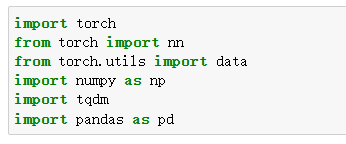 import torch
from torch import nn
from torch.utils import data
import numpy as np
import tqdm
import pandas as pd